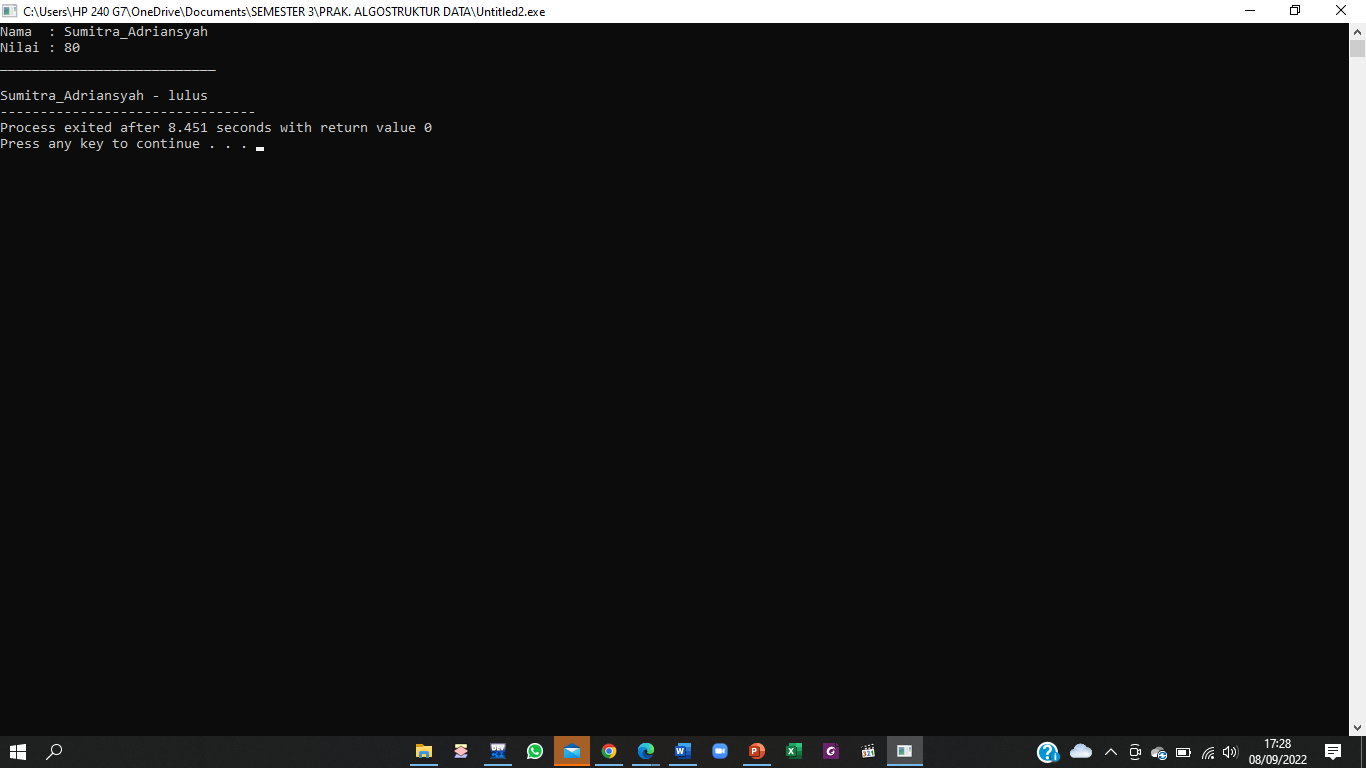 C:\Users\HP 240 G7\OneDrive\Documents\SEMESTER 3\PRAK. ALGOSTRUKTUR DATA\Untitled2.exe
Nama  : Sumitra_Adriansyah
Nilai : 80
___________________________
Sumitra_Adriansyah - lulus
--------------------------------
Process exited after 8.451 seconds with return value 0
Press any key to continue . . .
DEV
17:28
08/09/2022